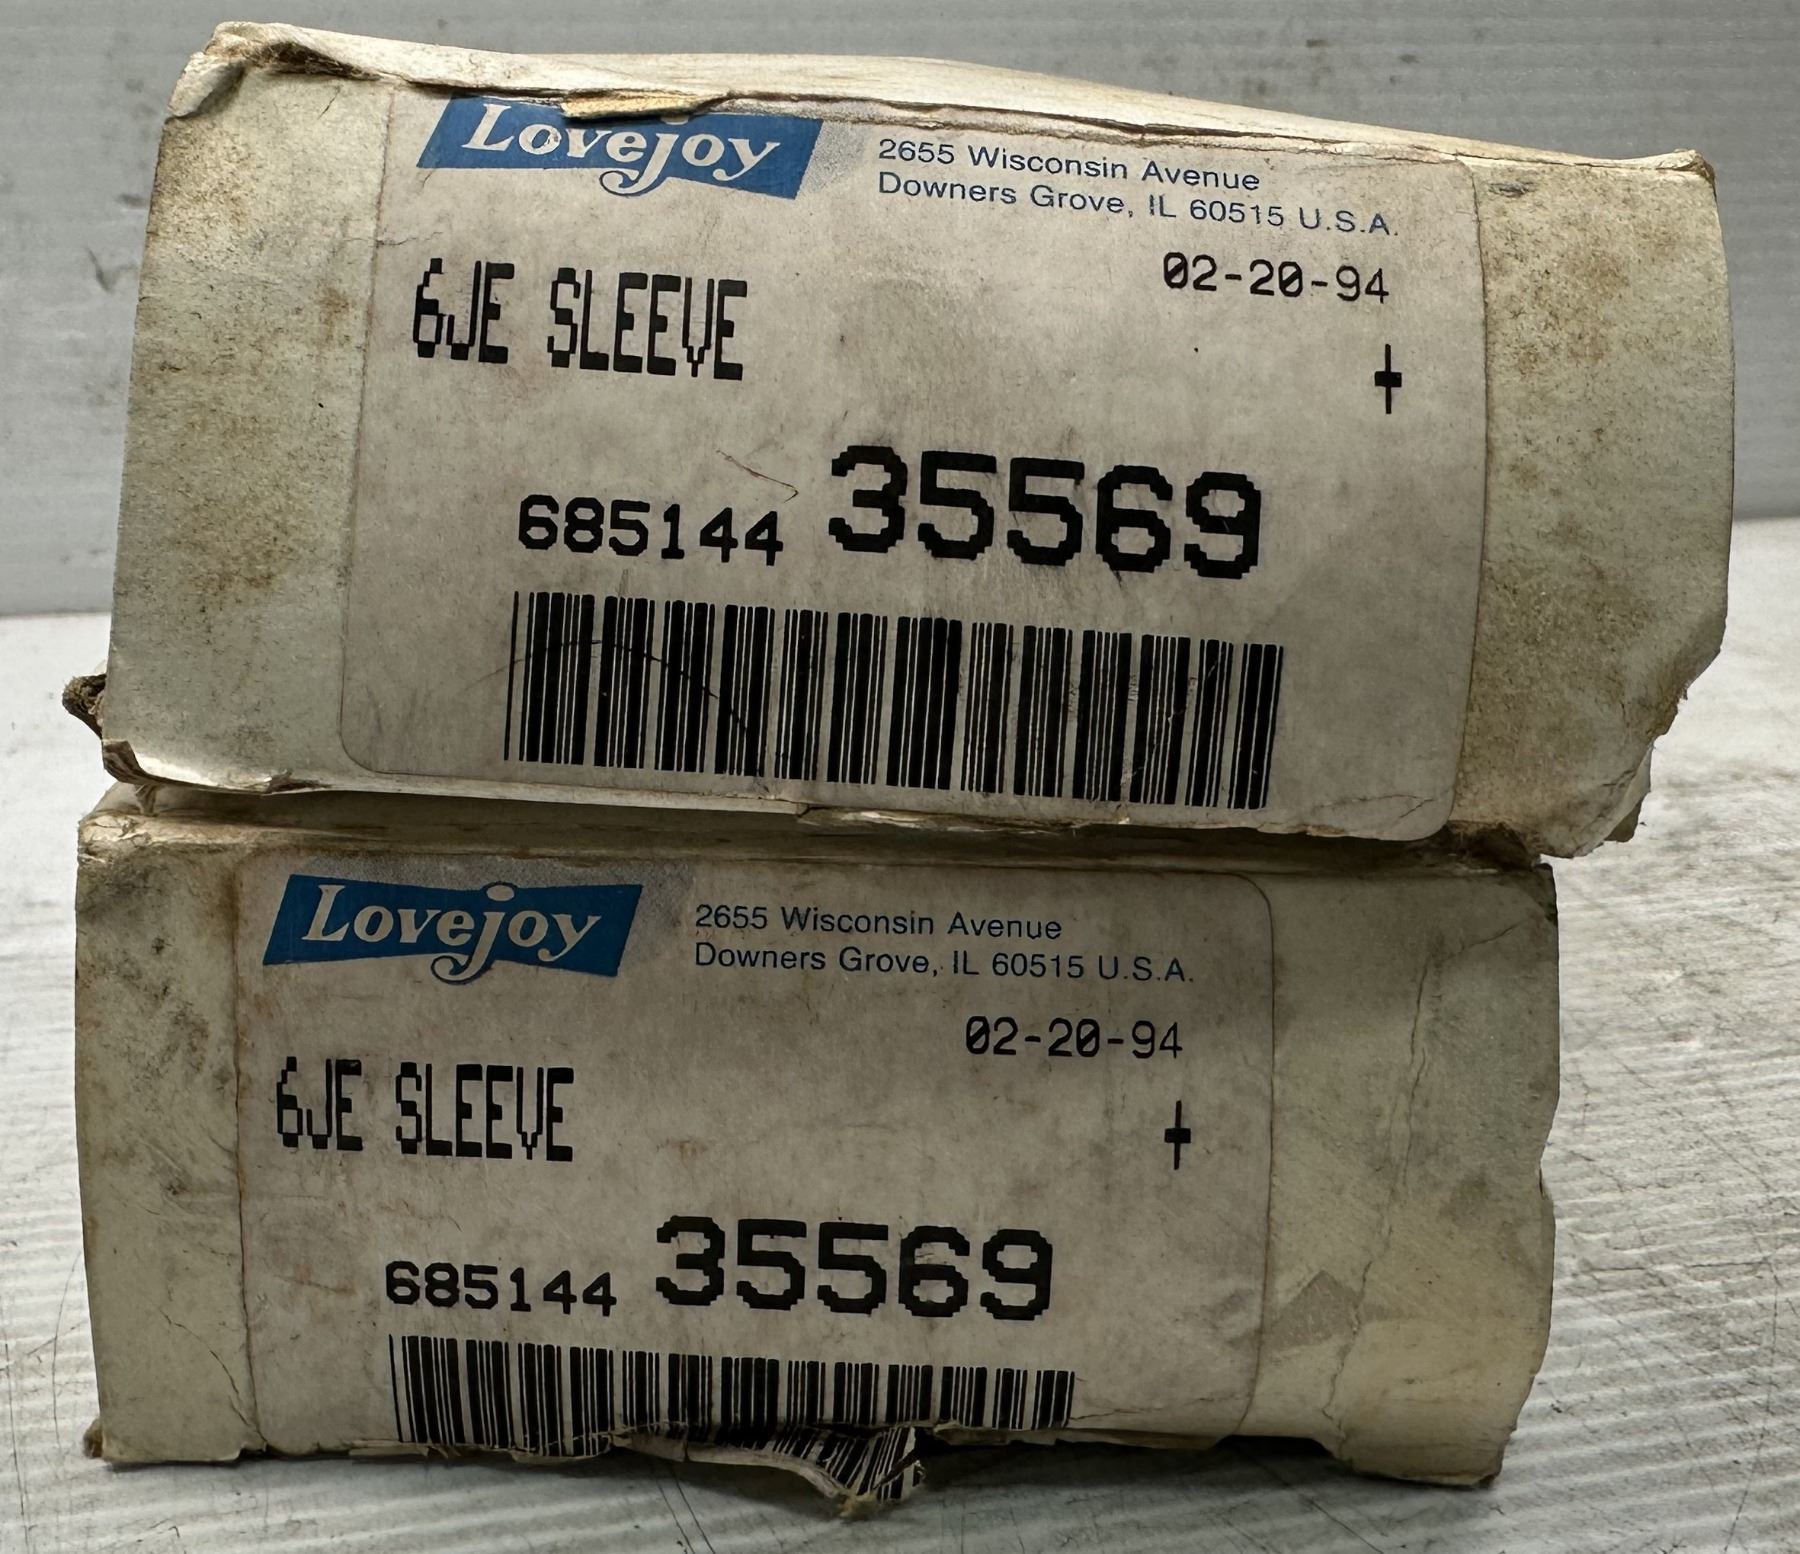 Lovejoy
2655 Wisconsin Avenue
Downers Grove, IL 60515 U.S.A.
02-20-94
6JE SLEEVE
685144 35569
Lovejoy
2655 Wisconsin Avenue
Downers Grove, IL 60515 U.S.A.
02-20-94
6JE SLEEVE
685144 35569